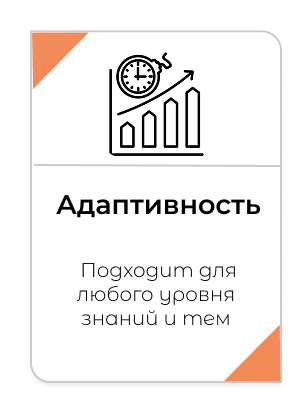 Адаптивность
Подходит для
любого уровня
знаний и тем